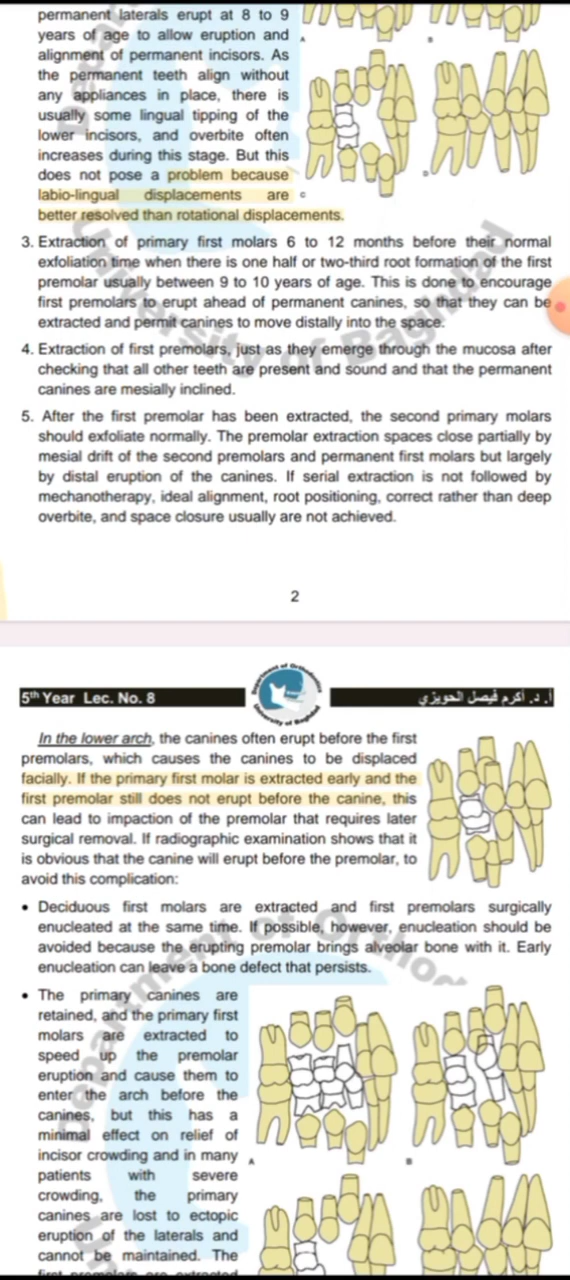 permanent laterals erupt at 8 to 9
years of age to allow eruption and
alignment of permanent incisors. As
the permanent teeth align without
any appliances in place, there is
usually some lingual tipping of the
lower incisors, and overbite often
increases during this stage. But this
does not pose a problem because
labio-lingual displacements are
better resolved than rotational displacements.
A
B
C
D
3. Extraction of primary first molars 6 to 12 months before their normal
exfoliation time when there is one half or two-third root formation of the first
premolar usually between 9 to 10 years of age. This is done to encourage
first premolars to erupt ahead of permanent canines, so that they can be
extracted and permit canines to move distally into the space.
4. Extraction of first premolars, just as they emerge through the mucosa after
checking that all other teeth are present and sound and that the permanent
canines are mesially inclined.
5. After the first premolar has been extracted, the second primary molars
should exfoliate normally. The premolar extraction spaces close partially by
mesial drift of the second premolars and permanent first molars but largely
by distal eruption of the canines. If serial extraction is not followed by
mechanotherapy, ideal alignment, root positioning, correct rather than deep
overbite, and space closure usually are not achieved.
University of Baghdad
2
5th Year Lec. No. 8
Department of Orthodontics
University of Baghdad
أ. د. أكرم فيصل الحويزي
In the lower arch, the canines often erupt before the first
premolars, which causes the canines to be displaced
facially. If the primary first molar is extracted early and the
first premolar still does not erupt before the canine, this
can lead to impaction of the premolar that requires later
surgical removal. If radiographic examination shows that it
is obvious that the canine will erupt before the premolar, to
avoid this complication:
• Deciduous first molars are extracted and first premolars surgically
enucleated at the same time. If possible, however, enucleation should be
avoided because the erupting premolar brings alveolar bone with it. Early
enucleation can leave a bone defect that persists.
• The primary canines are
retained, and the primary first
molars are extracted to
speed up the premolar
eruption and cause them to
enter the arch before the
canines, but this has a
minimal effect on relief of
incisor crowding and in many
patients with severe
crowding, the primary
canines are lost to ectopic
eruption of the laterals and
cannot be maintained. The
first premolars are extracted
A
B
Department of Orthor